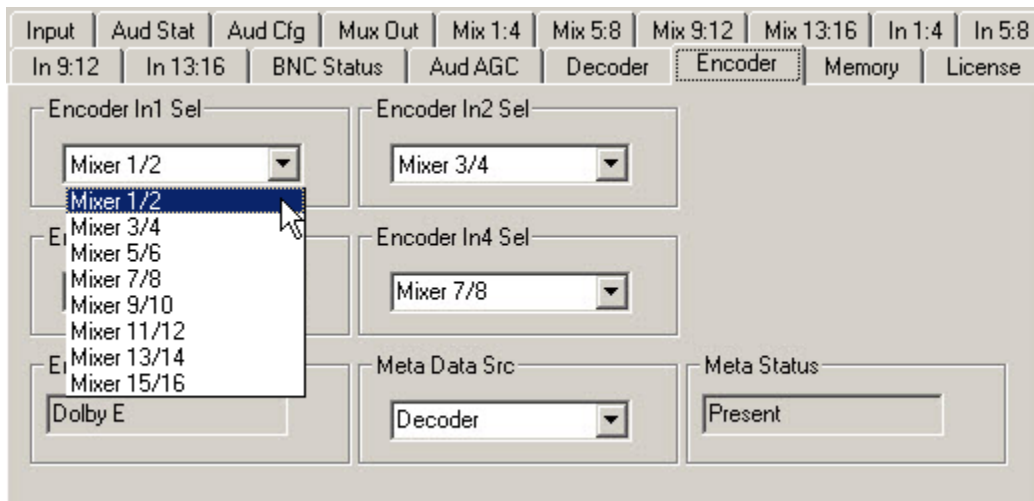 Input Aud Stat Aud Cfg Mux Out Mix 1:4 Mix 5:8 Mix 9:12 Mix 13:16 In 1:4 In 5:8
In 9:12 In 13:16 BNC Status Aud AGC Decoder Encoder Memory License
Encoder In1 Sel Encoder In2 Sel
Mixer 1/2 Mixer 3/4
Mixer 1/2
Mixer 3/4
Mixer 5/6
Mixer 7/8
Mixer 9/10
Mixer 11/12
Mixer 13/14
Mixer 15/16
Encoder In4 Sel
Mixer 7/8
Meta Data Src Meta Status
Dolby E Decoder Present